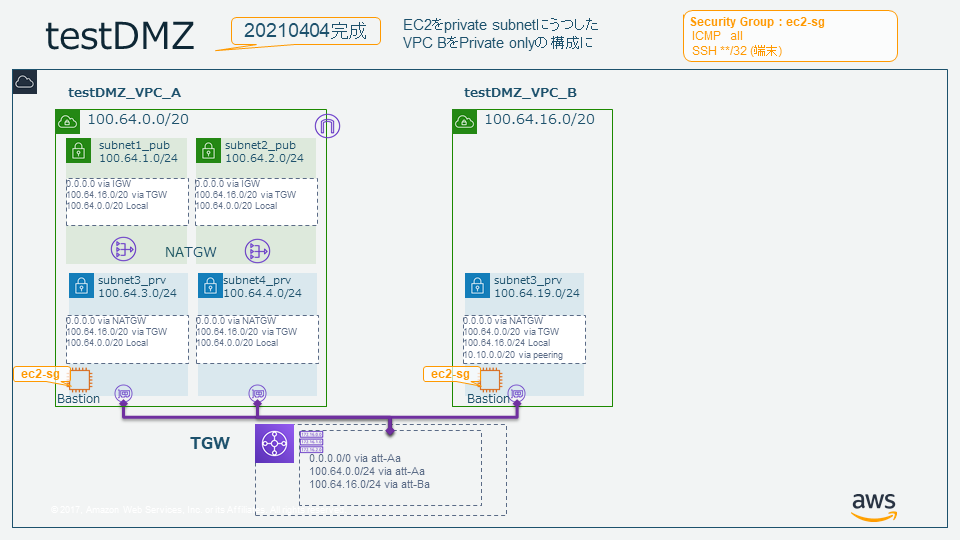 testDMZ
20210404完成
EC2をprivate subnetにうつした
VPC BをPrivate onlyの構成に
Security Group : ec2-sg
ICMP all
SSH **/32 (端末)
testDMZ_VPC_A
100.64.0.0/20
subnet1_pub
100.64.1.0/24
0.0.0.0 via IGW
100.64.16.0/20 via TGW
100.64.0.0/20 Local
subnet2_pub
100.64.2.0/24
0.0.0.0 via IGW
100.64.16.0/20 via TGW
100.64.0.0/20 Local
NATGW
subnet3_prv
100.64.3.0/24
0.0.0.0 via NATGW
100.64.16.0/20 via TGW
100.64.0.0/20 Local
subnet4_prv
100.64.4.0/24
0.0.0.0 via NATGW
100.64.16.0/20 via TGW
100.64.0.0/20 Local
ec2-sg
Bastion
testDMZ_VPC_B
100.64.16.0/20
subnet3_prv
100.64.19.0/24
0.0.0.0 via NATGW
100.64.0.0/20 via TGW
100.64.16.0/24 Local
10.10.0.0/20 via peering
ec2-sg
Bastion
TGW
0.0.0.0/0 via att-Aa
100.64.0.0/24 via att-Aa
100.64.16.0/24 via att-Ba
© 2017, Amazon Web Services, Inc. or its Affiliates. All rights reserved.
aws